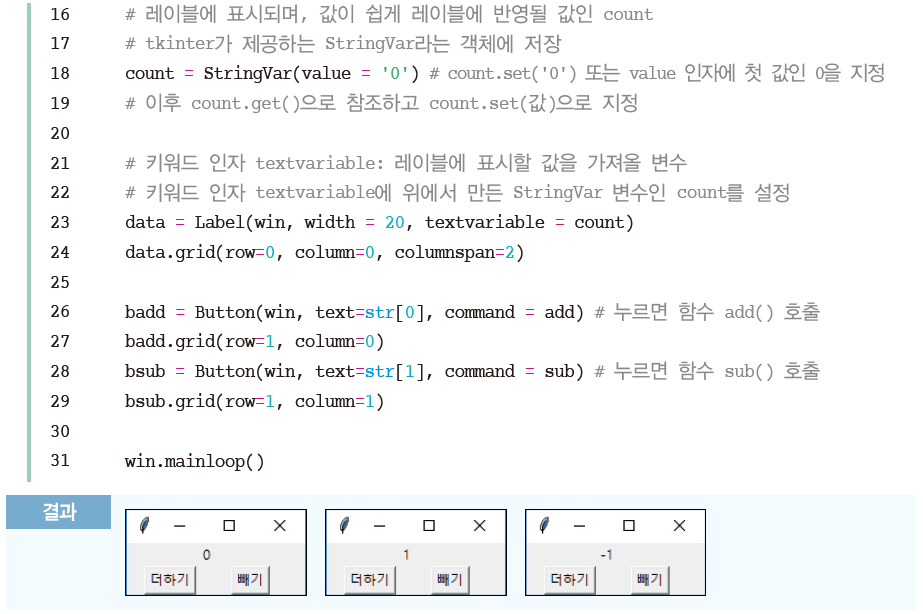 16 # 레이블에 표시되며, 값이 쉽게 레이블에 반영될 값인 count
17 # tkinter가 제공하는 StringVar라는 객체에 저장
18 count = StringVar(value = '0') # count.set('0') 또는 value 인자에 첫 값인 0을 지정
19 # 이후 count.get()으로 참조하고 count.set(값)으로 지정
20
21 # 키워드 인자 textvariable: 레이블에 표시할 값을 가져올 변수
22 # 키워드 인자 textvariable에 위에서 만든 StringVar 변수인 count를 설정
23 data = Label(win, width = 20, textvariable = count)
24 data.grid(row=0, column=0, columnspan=2)
25
26 badd = Button(win, text=str[0], command = add) # 누르면 함수 add() 호출
27 badd.grid(row=1, column=0)
28 bsub = Button(win, text=str[1], command = sub) # 누르면 함수 sub() 호출
29 bsub.grid(row=1, column=1)
30
31 win.mainloop()
결과
0
더하기 빼기
1
더하기 빼기
-1
더하기 빼기